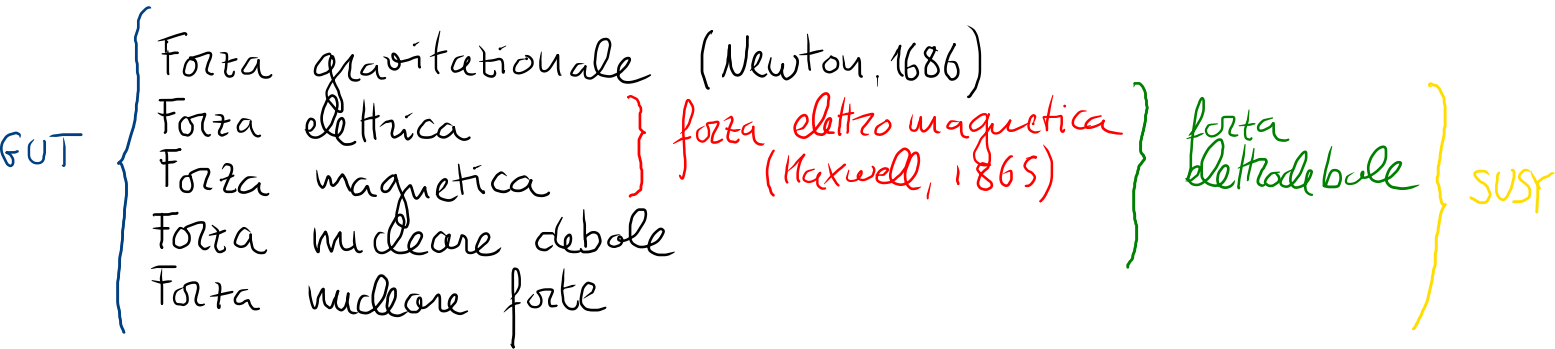 Forza gravitazionale (Newton, 1686)
Forza elettrica
Forza magnetica
Forza nucleare debole
Forza nucleare forte
forza elettromagnetica
(Maxwell, 1865)
forza
elettrodebole
SUSY
GUT